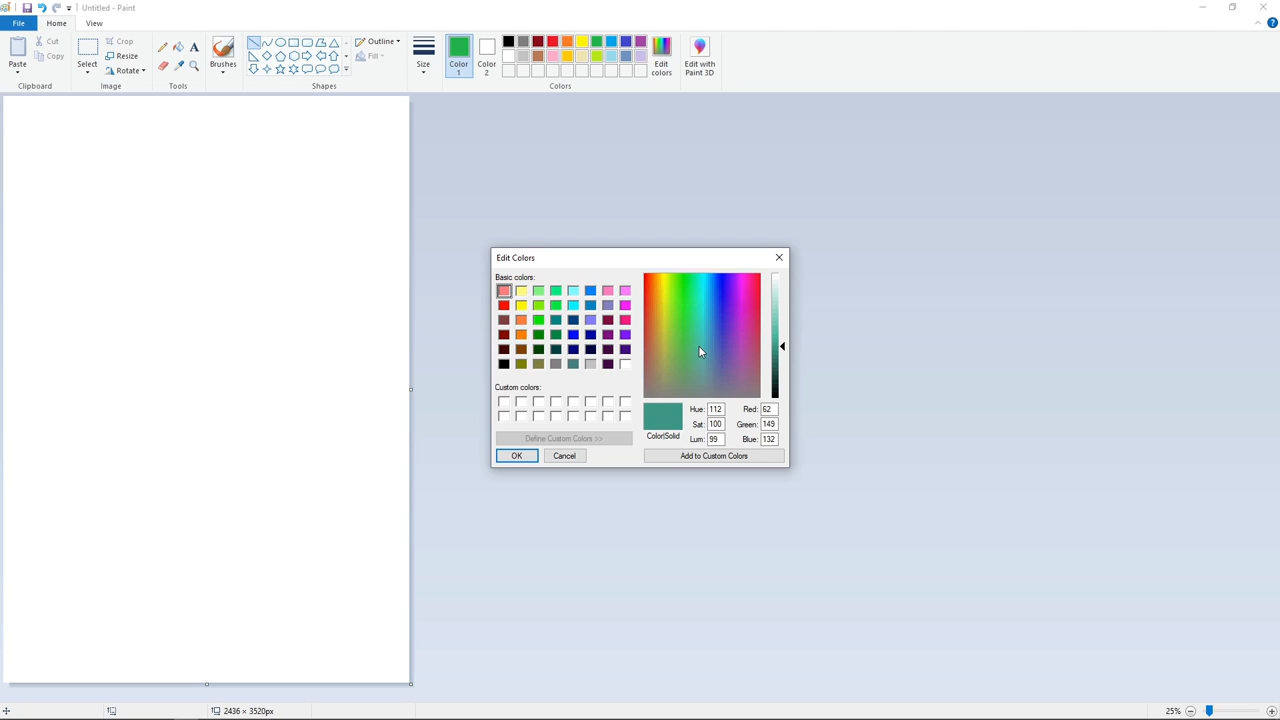 Untitled - Paint
File Home View
Paste
Cut
Copy
Clipboard
Select
Crop
Resize
Rotate
Image
A
Tools
Brushes
Outline
Fill
Shapes
Size
Color 1
Color 2
Edit colors
Edit with Paint 3D
Colors
Edit Colors
Basic colors:
Custom colors:
Define Custom Colors >>
OK Cancel
Color|Solid
Hue: 112 Red: 62
Sat: 100 Green: 149
Lum: 99 Blue: 132
Add to Custom Colors
2436 × 3520px
25%